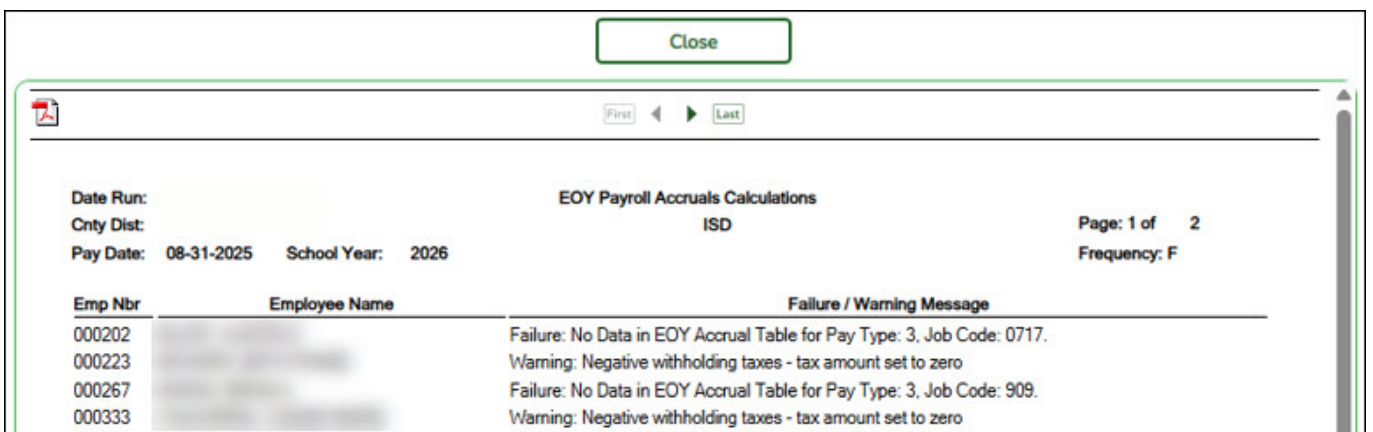 Close
First Last
Date Run: EOY Payroll Accruals Calculations
Cnty Dist: ISD Page: 1 of 2
Pay Date: 08-31-2025 School Year: 2026 Frequency: F
Emp Nbr Employee Name Failure / Warning Message
000202 Failure: No Data in EOY Accrual Table for Pay Type: 3, Job Code: 0717.
000223 Warning: Negative withholding taxes - tax amount set to zero
000267 Failure: No Data in EOY Accrual Table for Pay Type: 3, Job Code: 909.
000333 Warning: Negative withholding taxes - tax amount set to zero